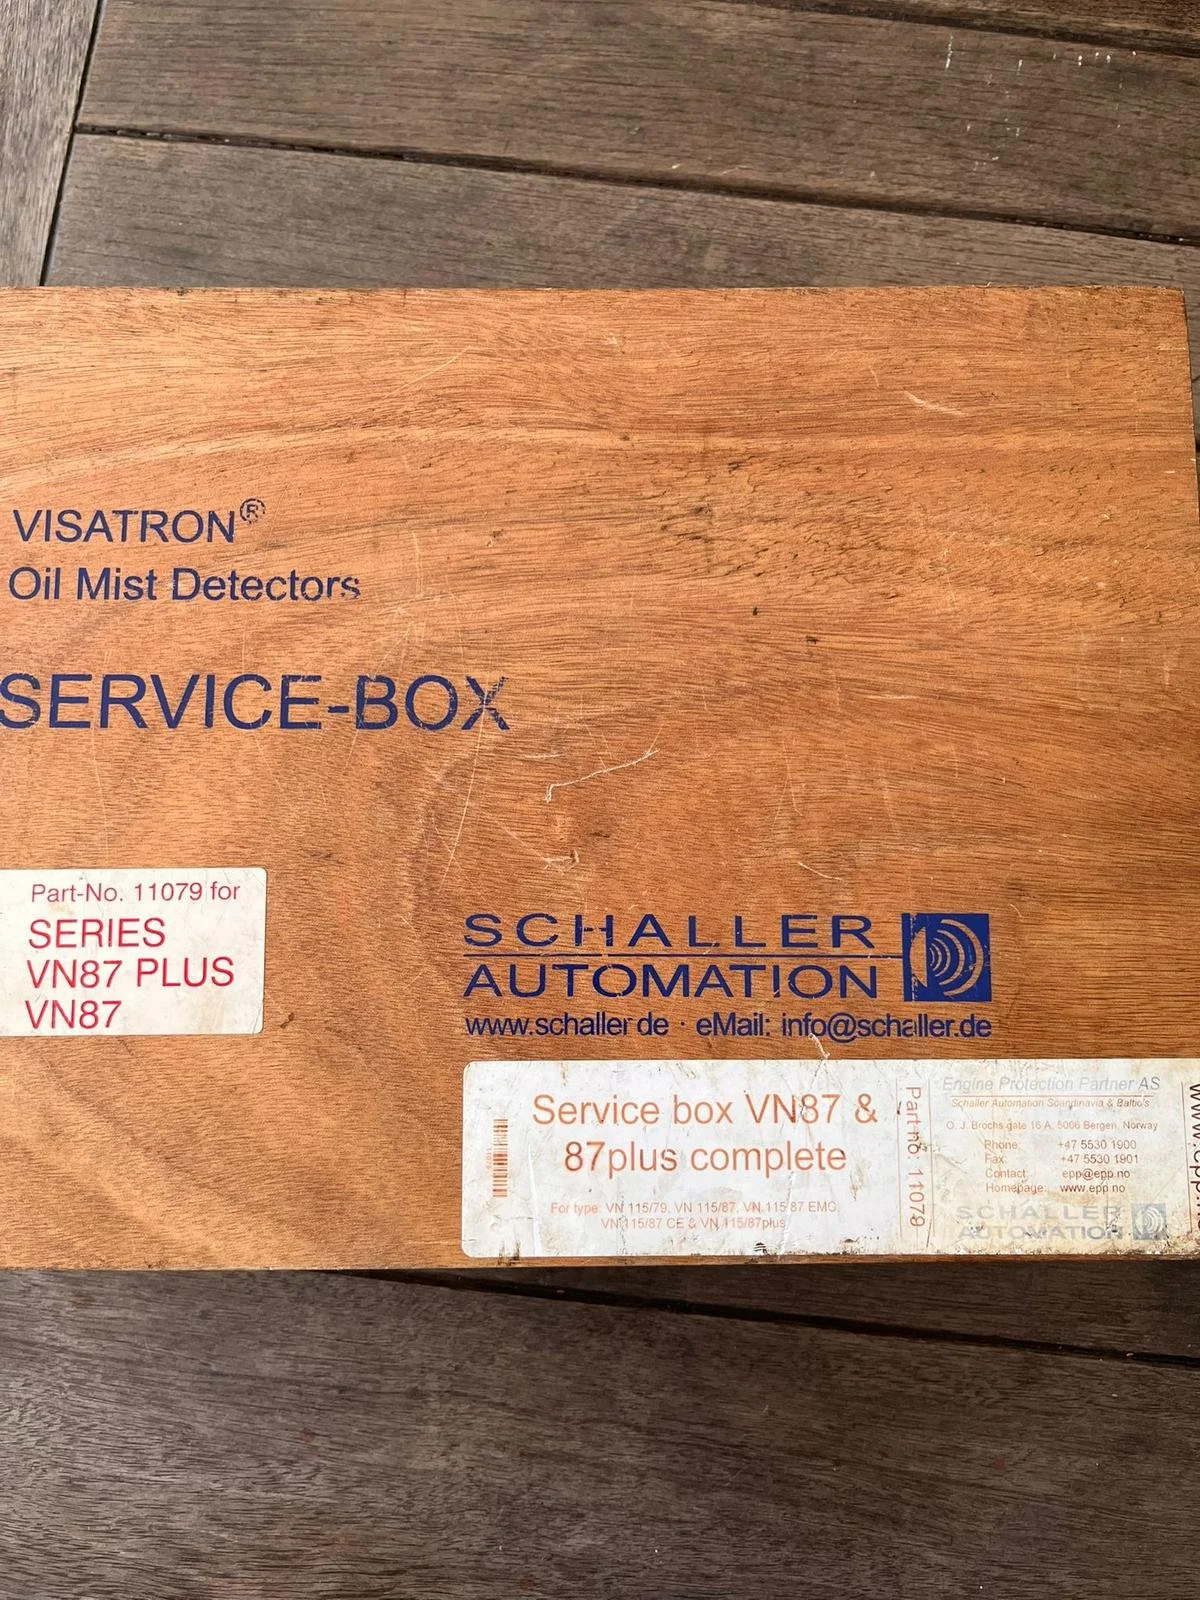 VISATRON®
Oil Mist Detectors
SERVICE-BOX
Part-No. 11079 for
SERIES
VN87 PLUS
VN87
SCHALLER
AUTOMATION
www.schaller.de · eMail: info@schaller.de
Service box VN87 &
87plus complete
For type: VN 115/79, VN 115/87, VN 115/87 EMC,
VN 115/87 CE & VN 115/87plus
Part-no: 11079
Engine Protection Partner AS
Schaller Automation Scandinavia & Baltic's
O. J. Brochs gate 16 A, 5006 Bergen, Norway
Phone: +47 5530 1900
Fax: +47 5530 1901
Contact: epp@epp.no
Homepage: www.epp.no
SCHALLER
AUTOMATION